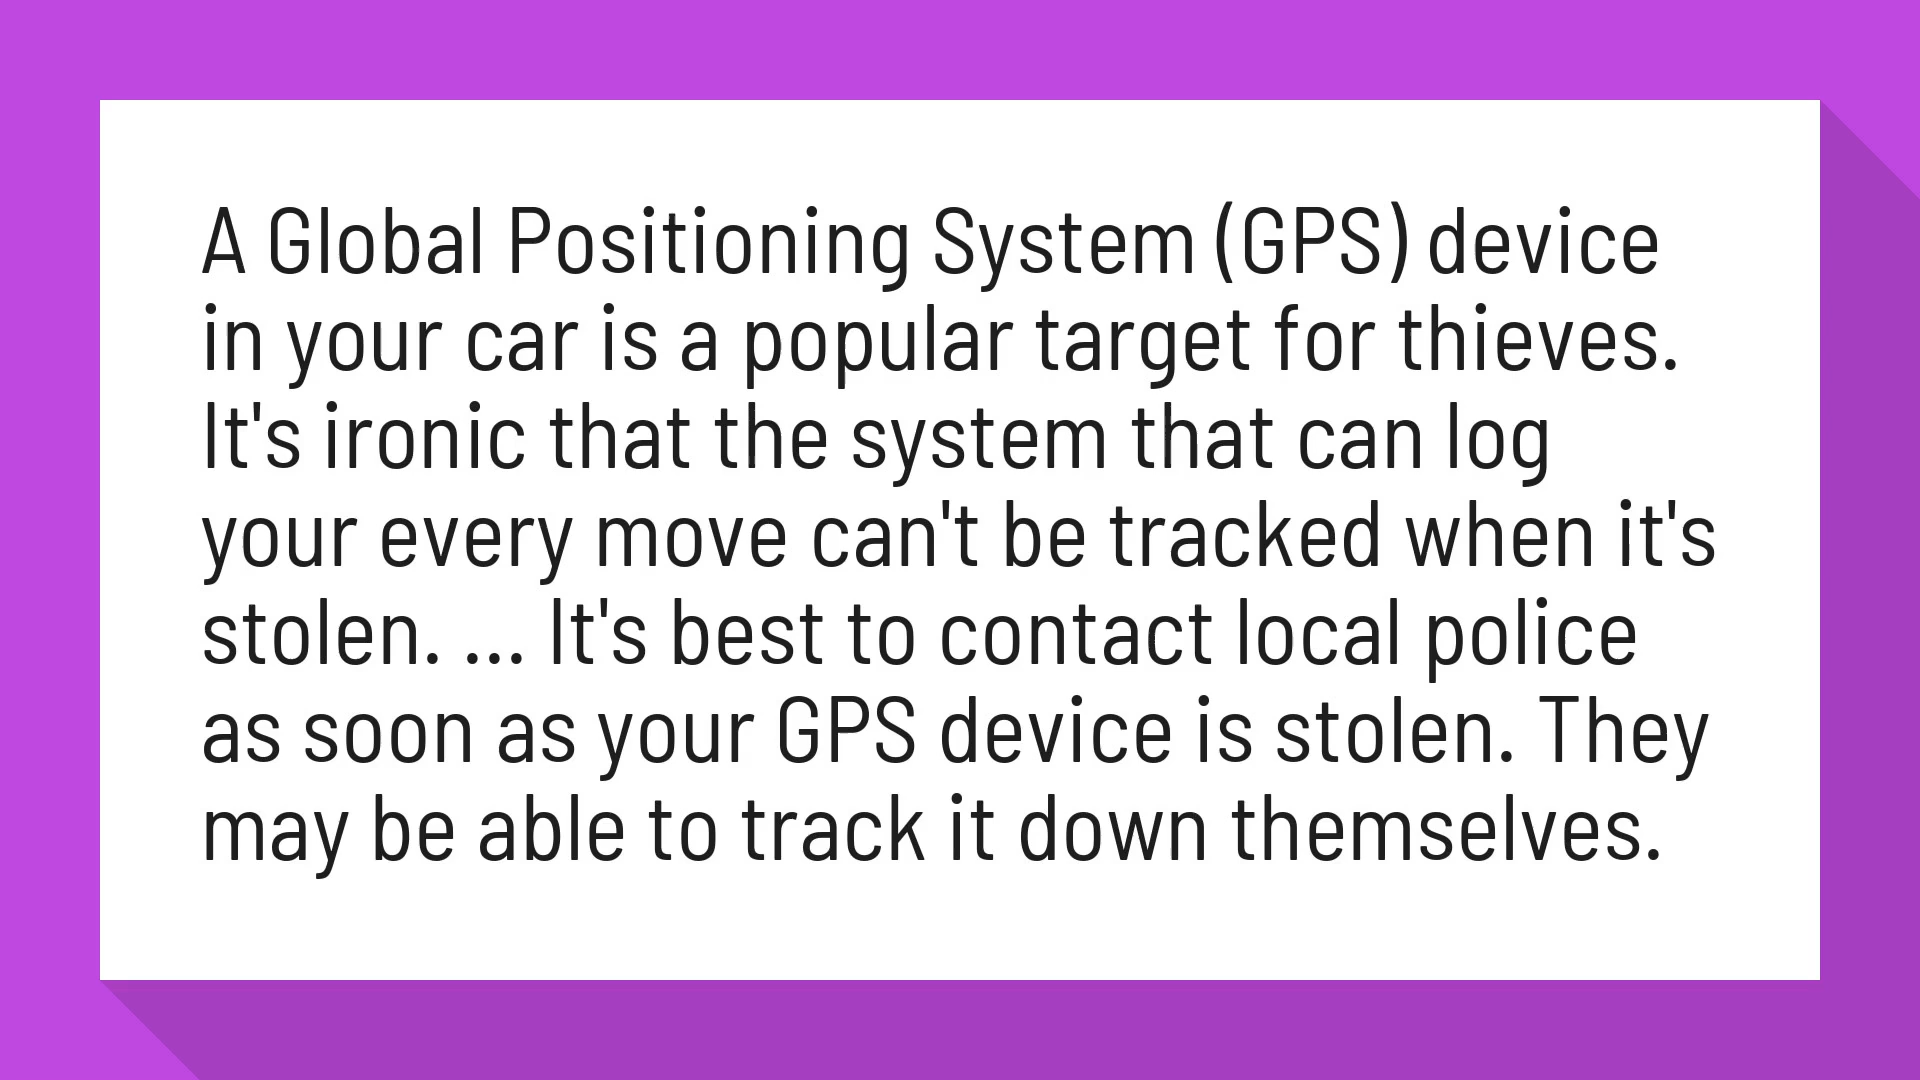 A Global Positioning System (GPS) device
in your car is a popular target for thieves.
It's ironic that the system that can log
your every move can't be tracked when it's
stolen. ... It's best to contact local police
as soon as your GPS device is stolen. They
may be able to track it down themselves.